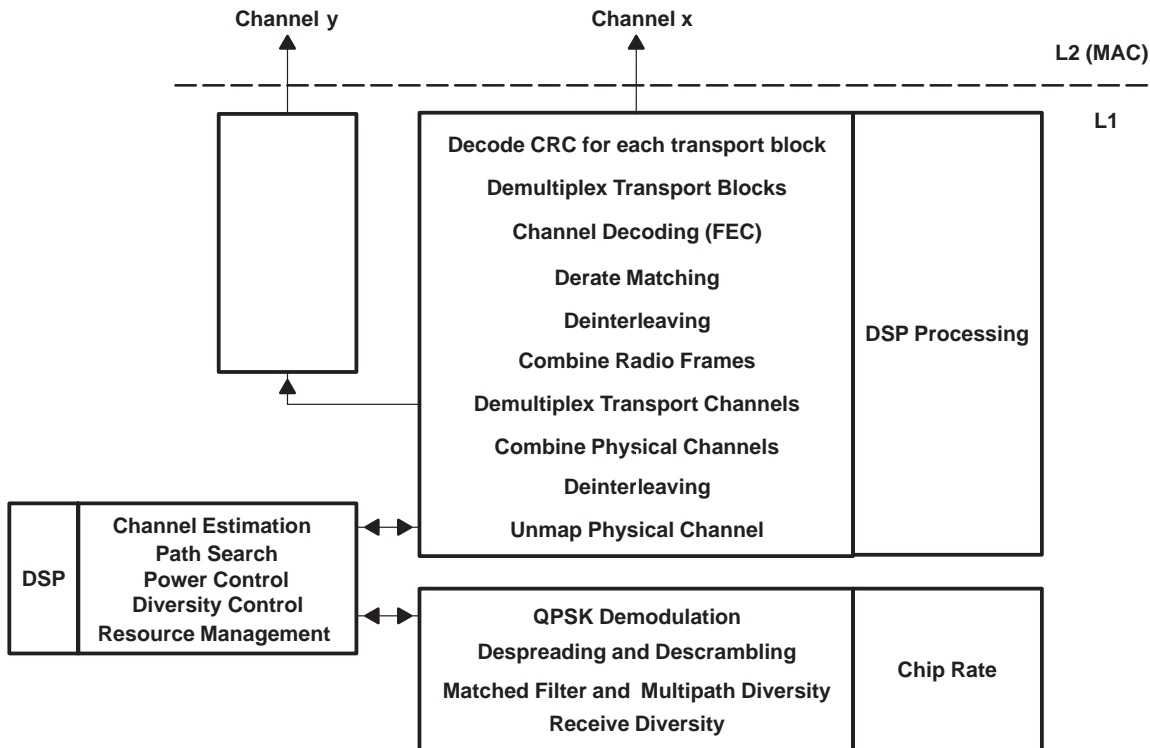 Channel y
Channel x
L2 (MAC)
L1
Decode CRC for each transport block
Demultiplex Transport Blocks
Channel Decoding (FEC)
Derate Matching
Deinterleaving
Combine Radio Frames
Demultiplex Transport Channels
Combine Physical Channels
Deinterleaving
Unmap Physical Channel
DSP Processing
DSP
Channel Estimation
Path Search
Power Control
Diversity Control
Resource Management
QPSK Demodulation
Despreading and Descrambling
Matched Filter and Multipath Diversity
Receive Diversity
Chip Rate